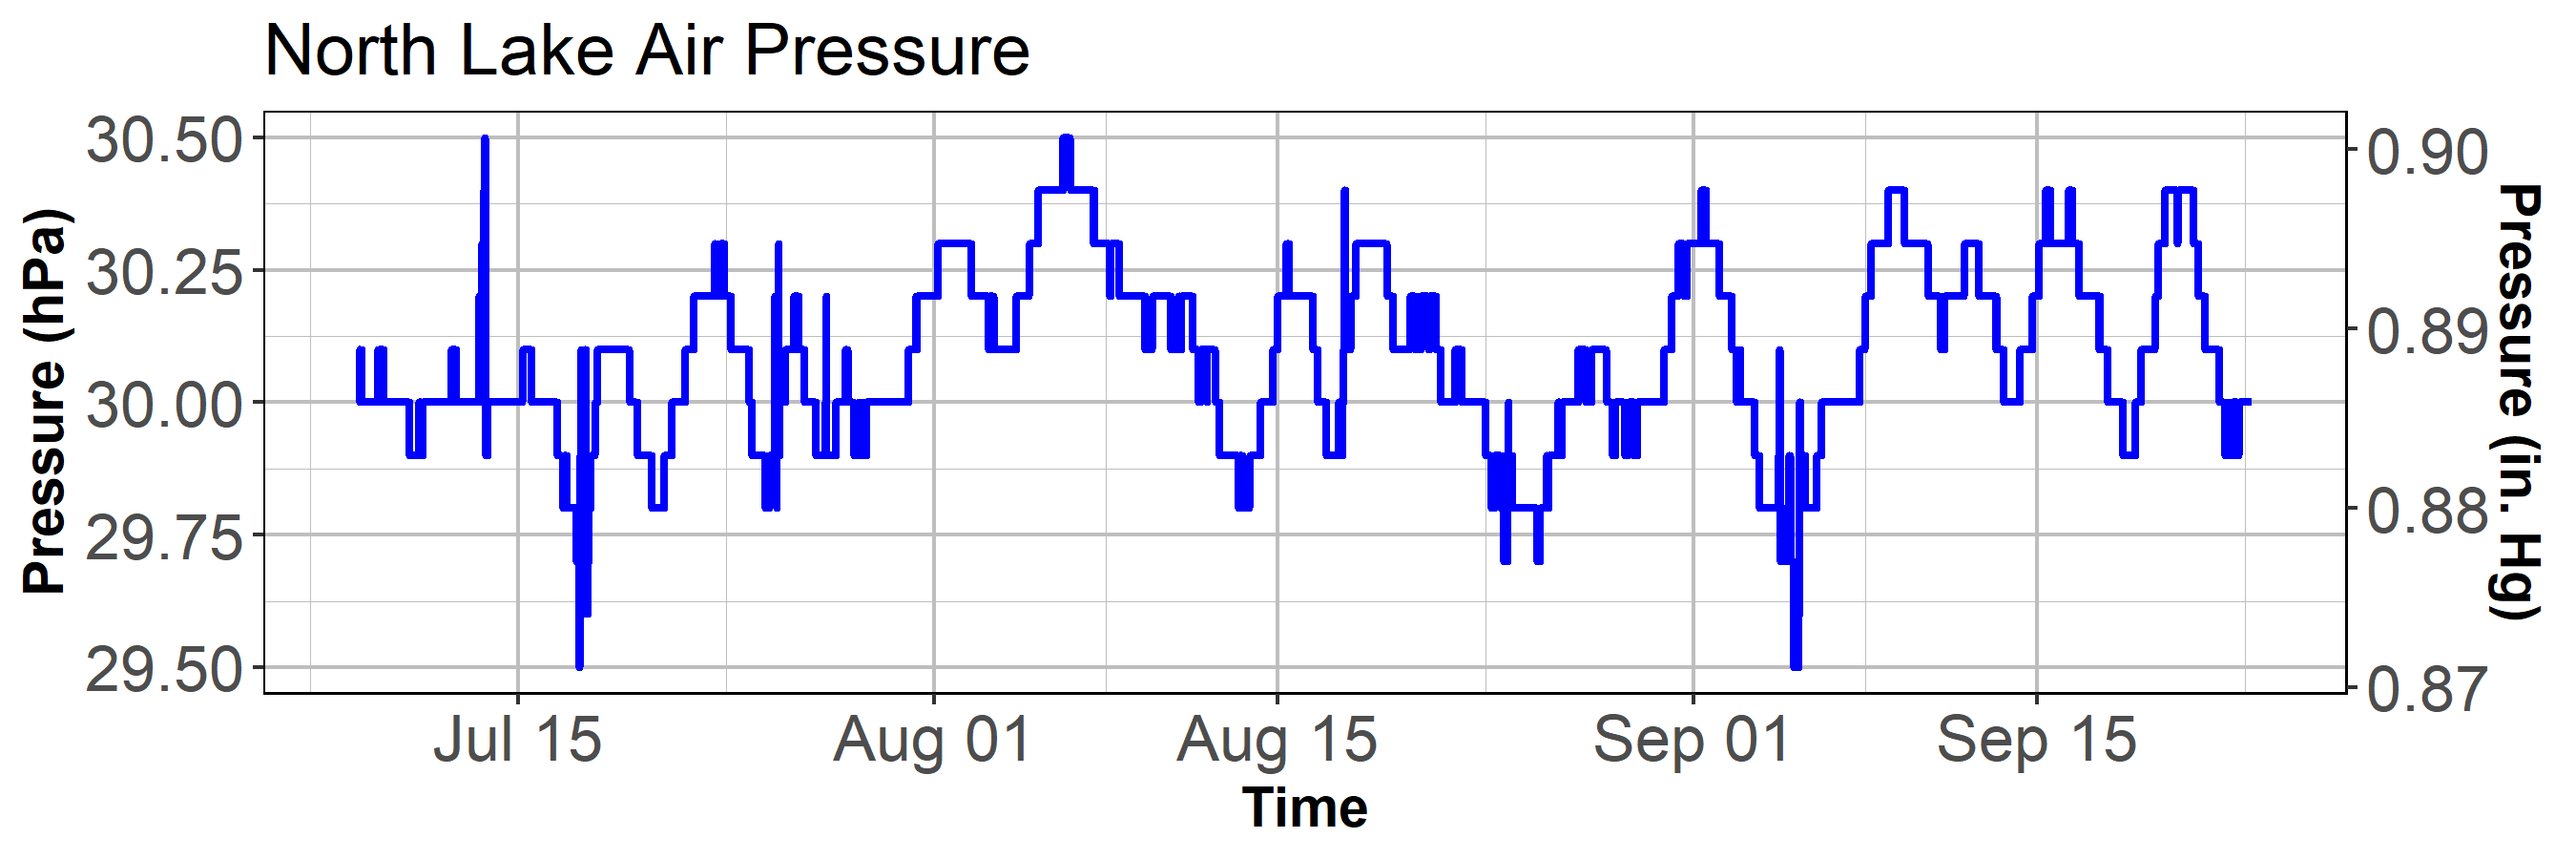 North Lake Air Pressure
Pressure (hPa)
30.50
30.25
30.00
29.75
29.50
0.90
0.89
0.88
0.87
Pressure (in. Hg)
Jul 15 Aug 01 Aug 15 Sep 01 Sep 15
Time